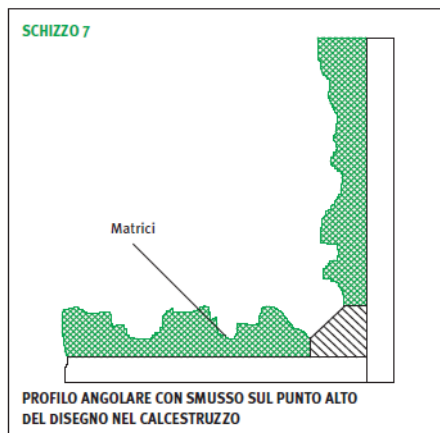 SCHIZZO 7
Matrici
PROFILO ANGOLARE CON SMUSSO SUL PUNTO ALTO
DEL DISEGNO NEL CALCESTRUZZO